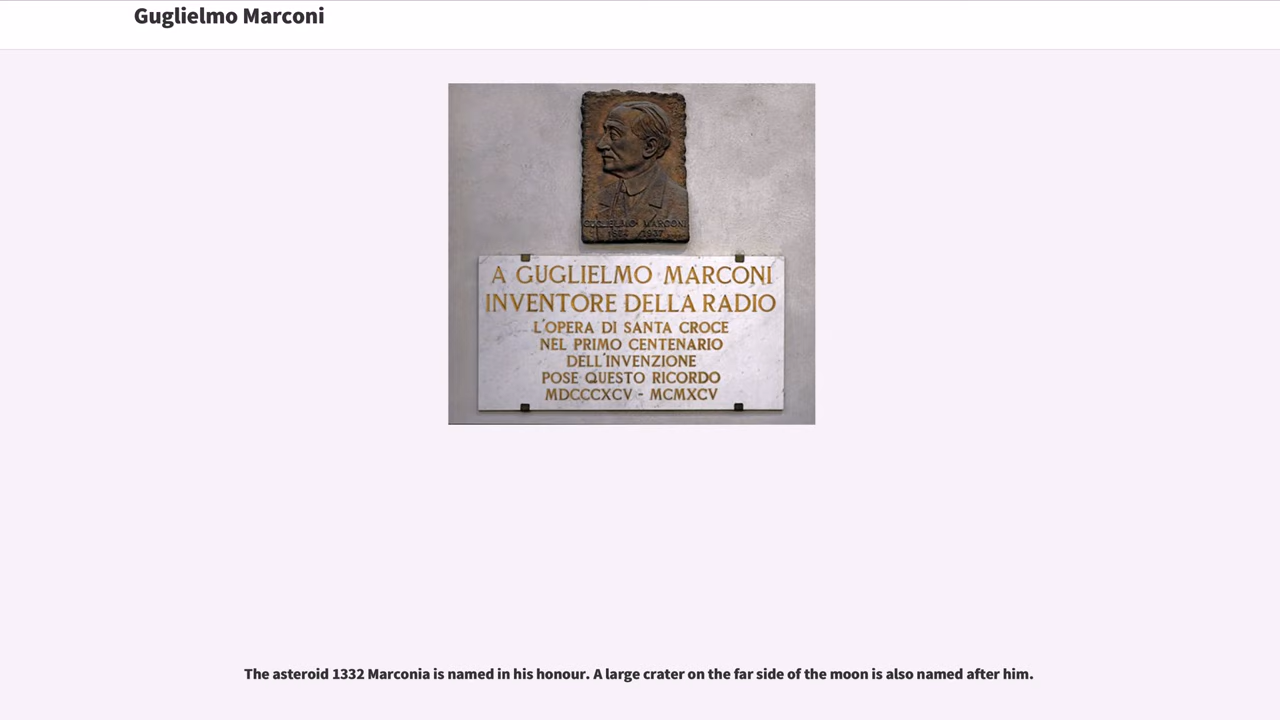 Guglielmo Marconi
GUGLIELMO MARCONI
A GUGLIELMO MARCONI
INVENTORE DELLA RADIO
L'OPERA DI SANTA CROCE
NEL PRIMO CENTENARIO
DELL'INVENZIONE
POSE QUESTO RICORDO
MDCCCXCV - MCMXCV
The asteroid 1332 Marconia is named in his honour. A large crater on the far side of the moon is also named after him.